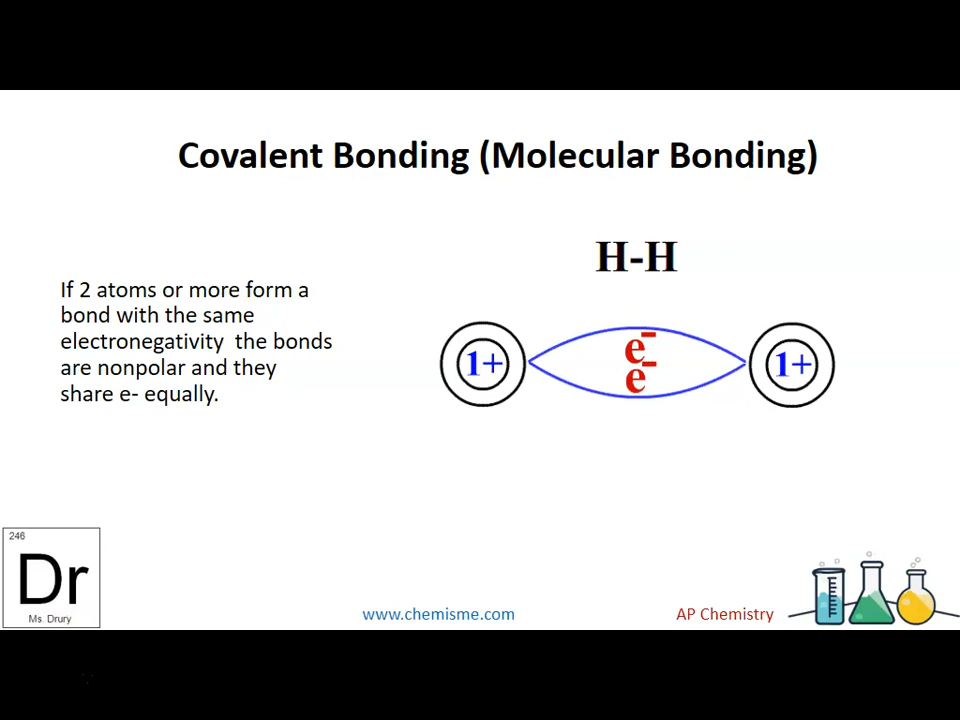 Covalent Bonding (Molecular Bonding)
H-H
If 2 atoms or more form a
bond with the same
electronegativity the bonds
are nonpolar and they
share e- equally.
1+
e-
e-
1+
246
Dr
Ms. Drury
www.chemisme.com
AP Chemistry